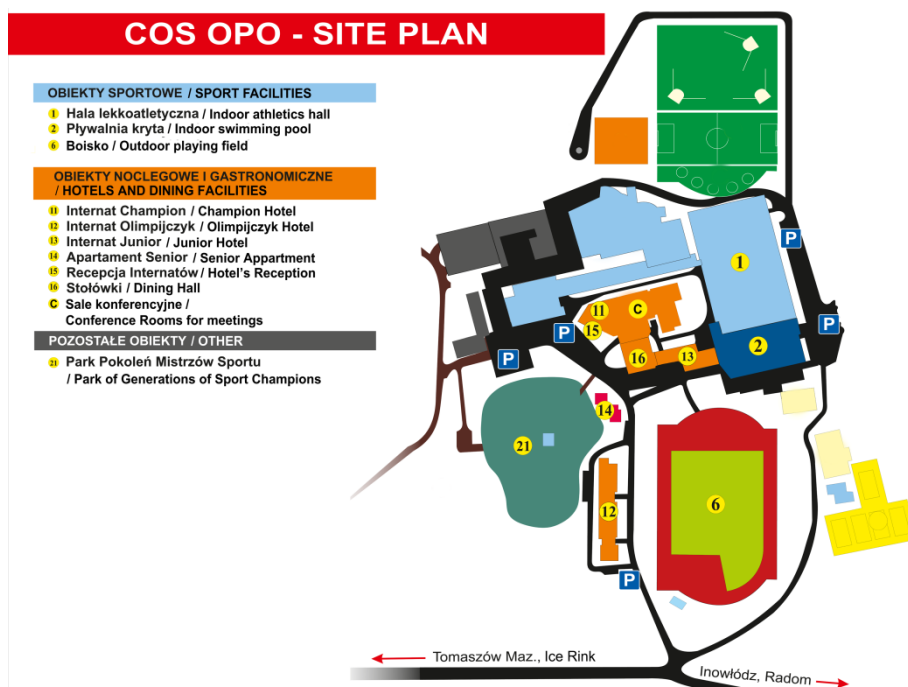 COS OPO - SITE PLAN
OBIEKTY SPORTOWE / SPORT FACILITIES
1 Hala lekkoatletyczna / Indoor athletics hall
2 Pływalnia kryta / Indoor swimming pool
6 Boisko / Outdoor playing field
OBIEKTY NOCLEGOWE I GASTRONOMICZNE
/ HOTELS AND DINING FACILITIES
11 Internat Champion / Champion Hotel
12 Internat Olimpijczyk / Olimpijczyk Hotel
13 Internat Junior / Junior Hotel
14 Apartament Senior / Senior Appartment
15 Recepcja Internatów / Hotel's Reception
16 Stołówki / Dining Hall
C Sale konferencyjne /
Conference Rooms for meetings
POZOSTAŁE OBIEKTY / OTHER
21 Park Pokoleń Mistrzów Sportu
/ Park of Generations of Sport Champions
P
1
11
C
15
P
P
P
2
16
13
14
21
6
12
P
Tomaszów Maz., Ice Rink
Inowłódz, Radom